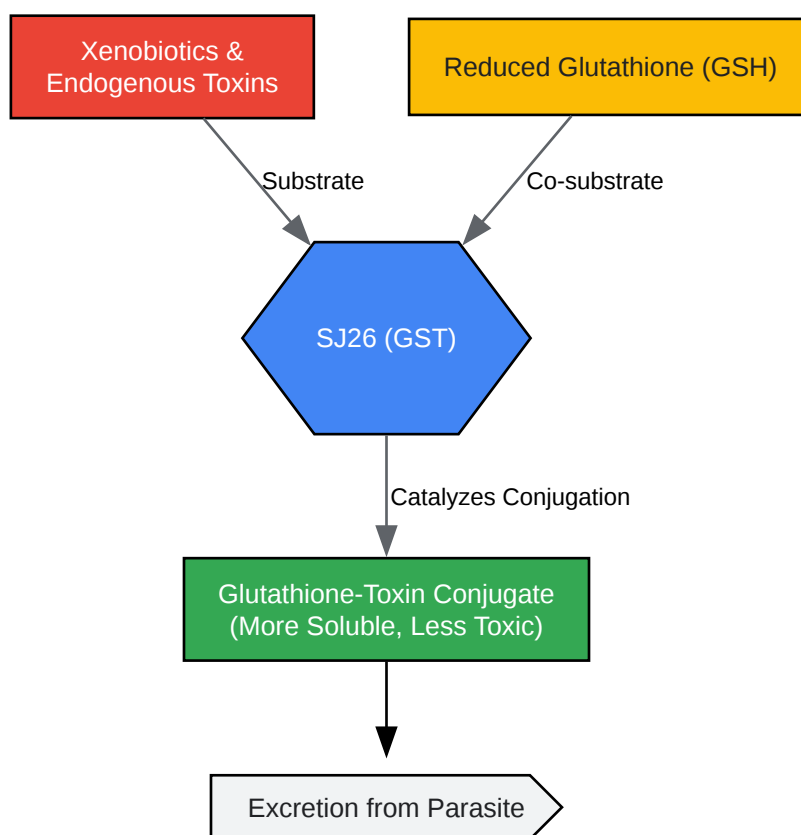 Xenobiotics &
Endogenous Toxins
Reduced Glutathione (GSH)
Substrate
Co-substrate
SJ26 (GST)
Catalyzes Conjugation
Glutathione-Toxin Conjugate
(More Soluble, Less Toxic)
Excretion from Parasite